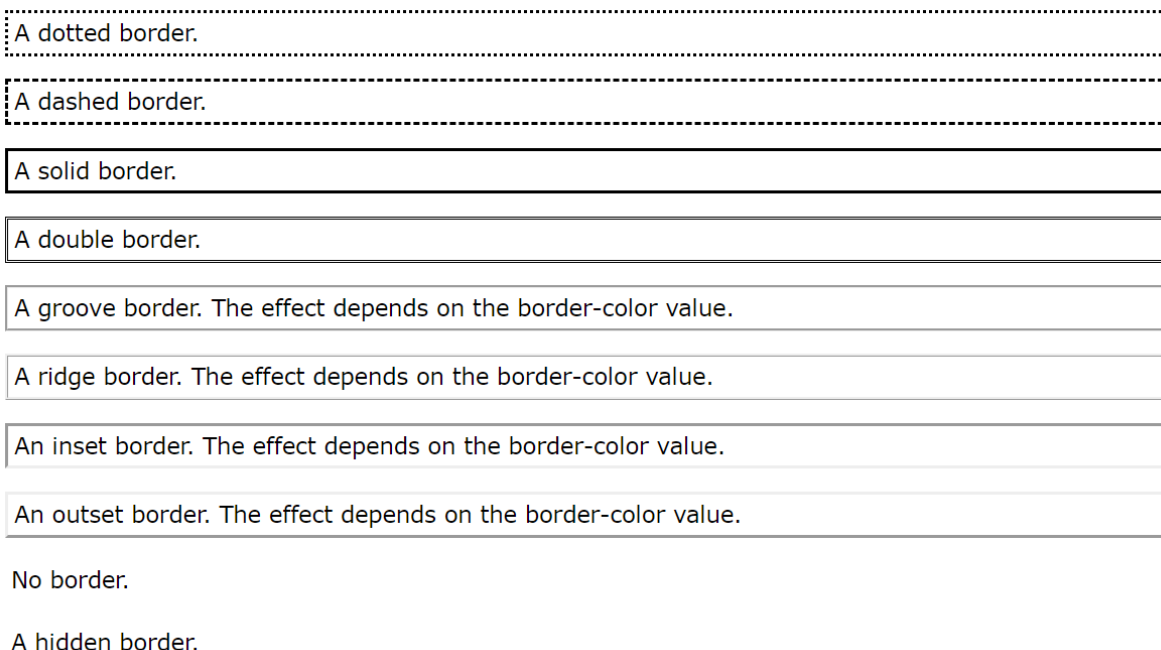 A dotted border.
A dashed border.
A solid border.
A double border.
A groove border. The effect depends on the border-color value.
A ridge border. The effect depends on the border-color value.
An inset border. The effect depends on the border-color value.
An outset border. The effect depends on the border-color value.
No border.
A hidden border.